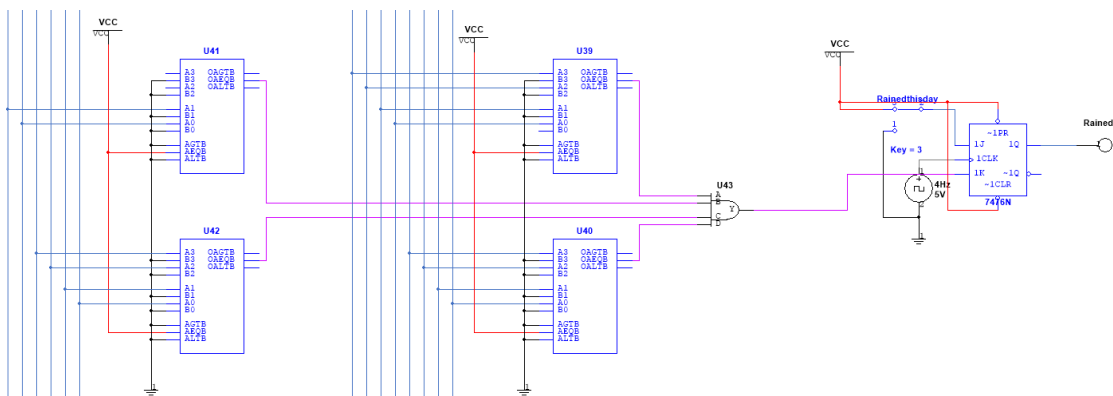 VCC
VCC
U41
A3 OAGTB
B3 OAEQB
A2 OALTB
B2
A1
B1
A0
B0
AGTB
AEQB
ALTB
U42
A3 OAGTB
B3 OAEQB
A2 OALTB
B2
A1
B1
A0
B0
AGTB
AEQB
ALTB
1
VCC
VCC
U39
A3 OAGTB
B3 OAEQB
A2 OALTB
B2
A1
B1
A0
B0
AGTB
AEQB
ALTB
U40
A3 OAGTB
B3 OAEQB
A2 OALTB
B2
A1
B1
A0
B0
AGTB
AEQB
ALTB
1
U43
A
B
C
D
Y
VCC
VCC
Rainedthisday
1
Key = 3
1
4Hz
5V
1
~1PR
1J 1Q
1CLK
1K ~1Q
~1CLR
7476N
Rained